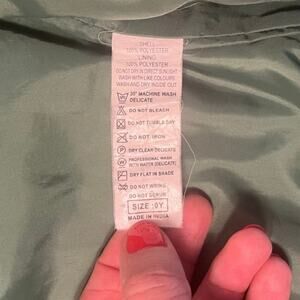 SHELL
100% POLYESTER
LINING
100% POLYESTER
DO NOT DRY IN DIRECT SUNLIGHT
WASH WITH LIKE COLOURS
WASH AND DRY INSIDE OUT
30° MACHINE WASH
DELICATE
DO NOT BLEACH
DO NOT TUMBLE DRY
DO NOT IRON
DRY CLEAN DELICATE
PROFESSIONAL WASH
WITH WATER (DELICATE)
DRY FLAT IN SHADE
DO NOT WRING
DO NOT SCRUB
SIZE : 0Y
MADE IN INDIA